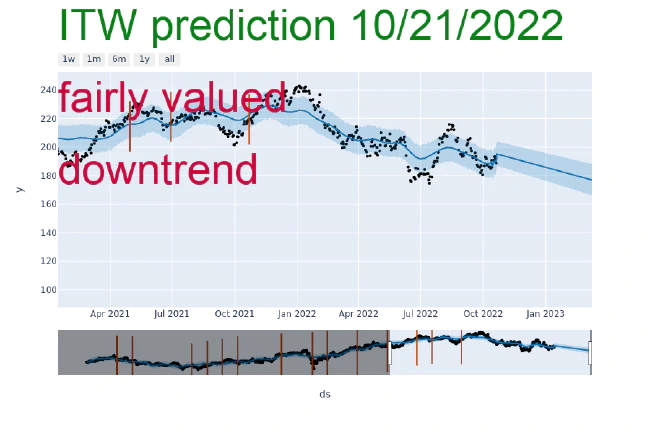 ITW prediction 10/21/2022
1w 1m 6m 1y all
fairly valued
downtrend
240
220
200
180
160
140
120
100
y
Apr 2021 Jul 2021 Oct 2021 Jan 2022 Apr 2022 Jul 2022 Oct 2022 Jan 2023
ds